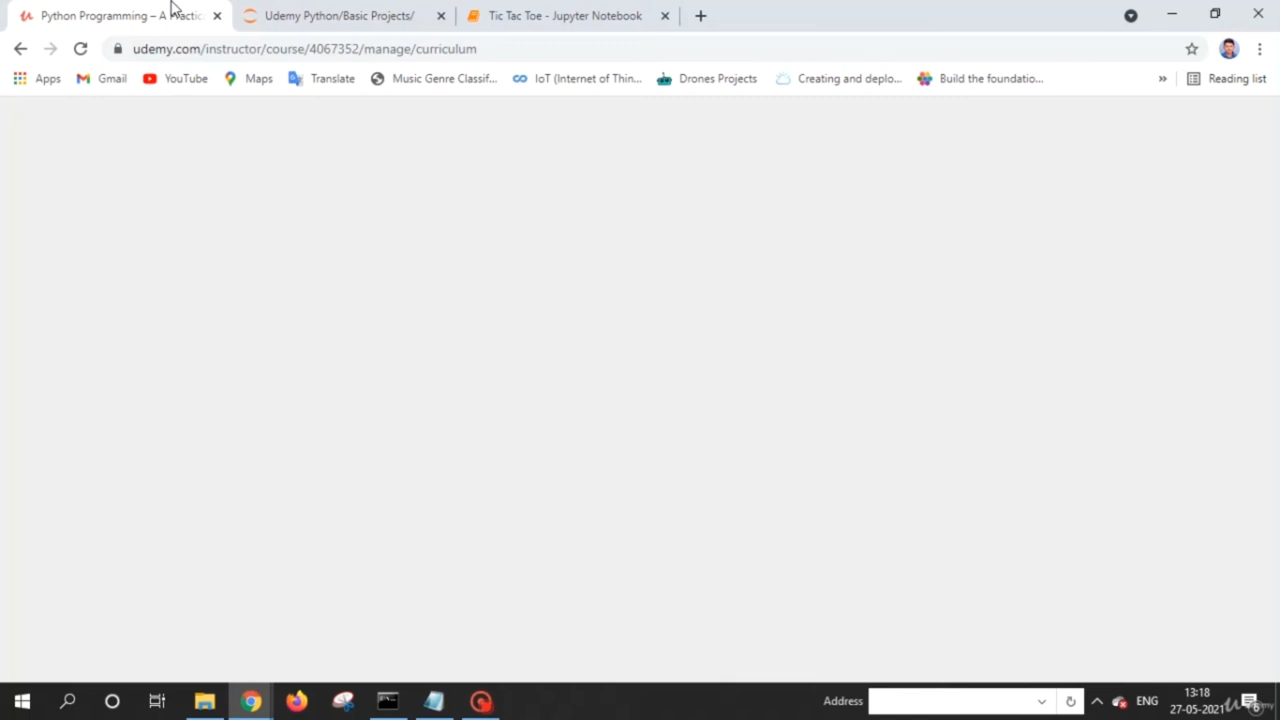 Python Programming – A Practic
Udemy Python/Basic Projects/
Tic Tac Toe - Jupyter Notebook
udemy.com/instructor/course/4067352/manage/curriculum
Apps
Gmail
YouTube
Maps
Translate
Music Genre Classif...
IoT (Internet of Thin...
Drones Projects
Creating and deplo...
Build the foundatio...
»
Reading list
Address
ENG
13:18
27-05-2021